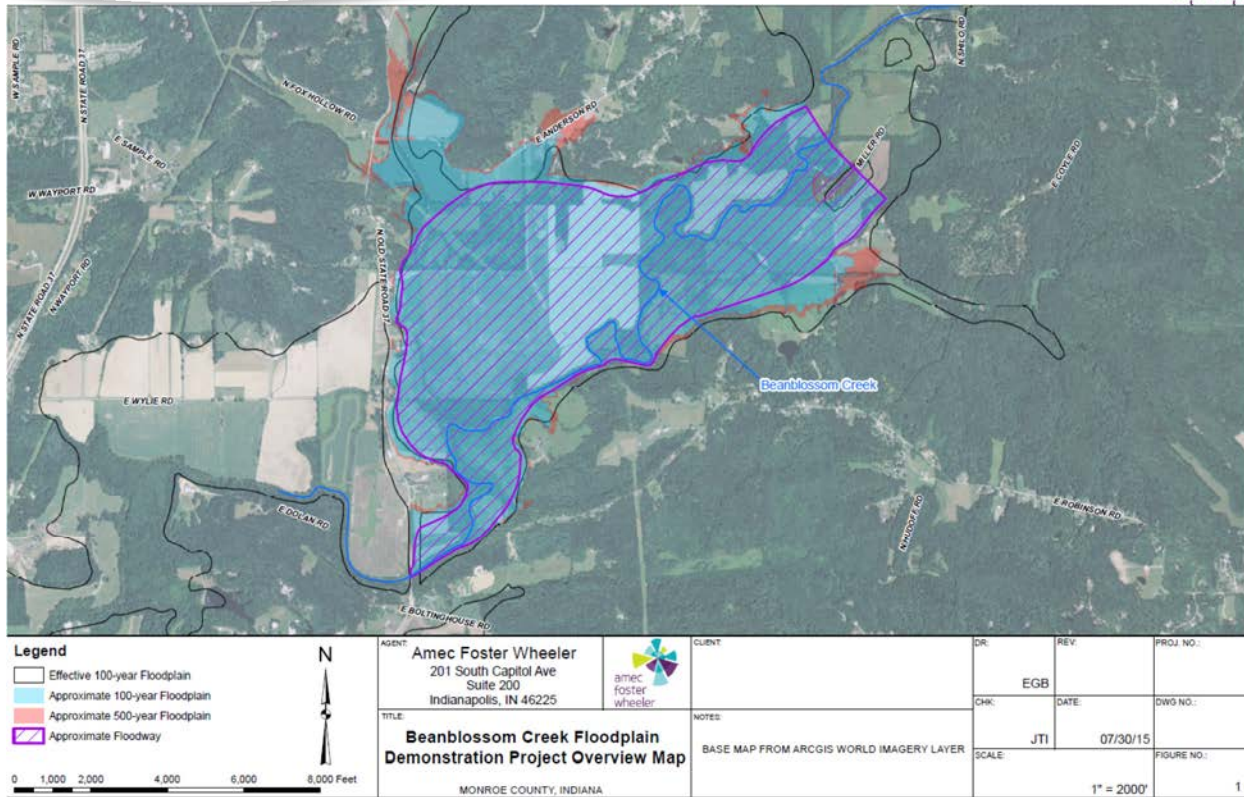 W SAMPLE RD
N STATE ROAD 37
N FOX HOLLOW RD
E SAMPLE RD
W WAYPORT RD
N STATE ROAD 37
N WAYPORT RD
N OLD STATE ROAD 37
E ANDERSON RD
N SHILO RD
MILLER RD
E COYLE RD
Beanblossom Creek
E WYLIE RD
E DOLAN RD
E BOLTINGHOUSE RD
E ROBINSON RD
Legend
Effective 100-year Floodplain
Approximate 100-year Floodplain
Approximate 500-year Floodplain
Approximate Floodway
N
0 1,000 2,000 4,000 6,000 8,000 Feet
AGENT:
Amec Foster Wheeler
201 South Capitol Ave
Suite 200
Indianapolis, IN 46225
amec
foster
wheeler
TITLE:
Beanblossom Creek Floodplain
Demonstration Project Overview Map
MONROE COUNTY, INDIANA
CLIENT:
NOTES:
BASE MAP FROM ARCGIS WORLD IMAGERY LAYER
DR:
EGB
REV:
PROJ. NO.:
CHK:
JTI
DATE:
07/30/15
DWG NO.:
SCALE:
1" = 2000'
FIGURE NO.:
1